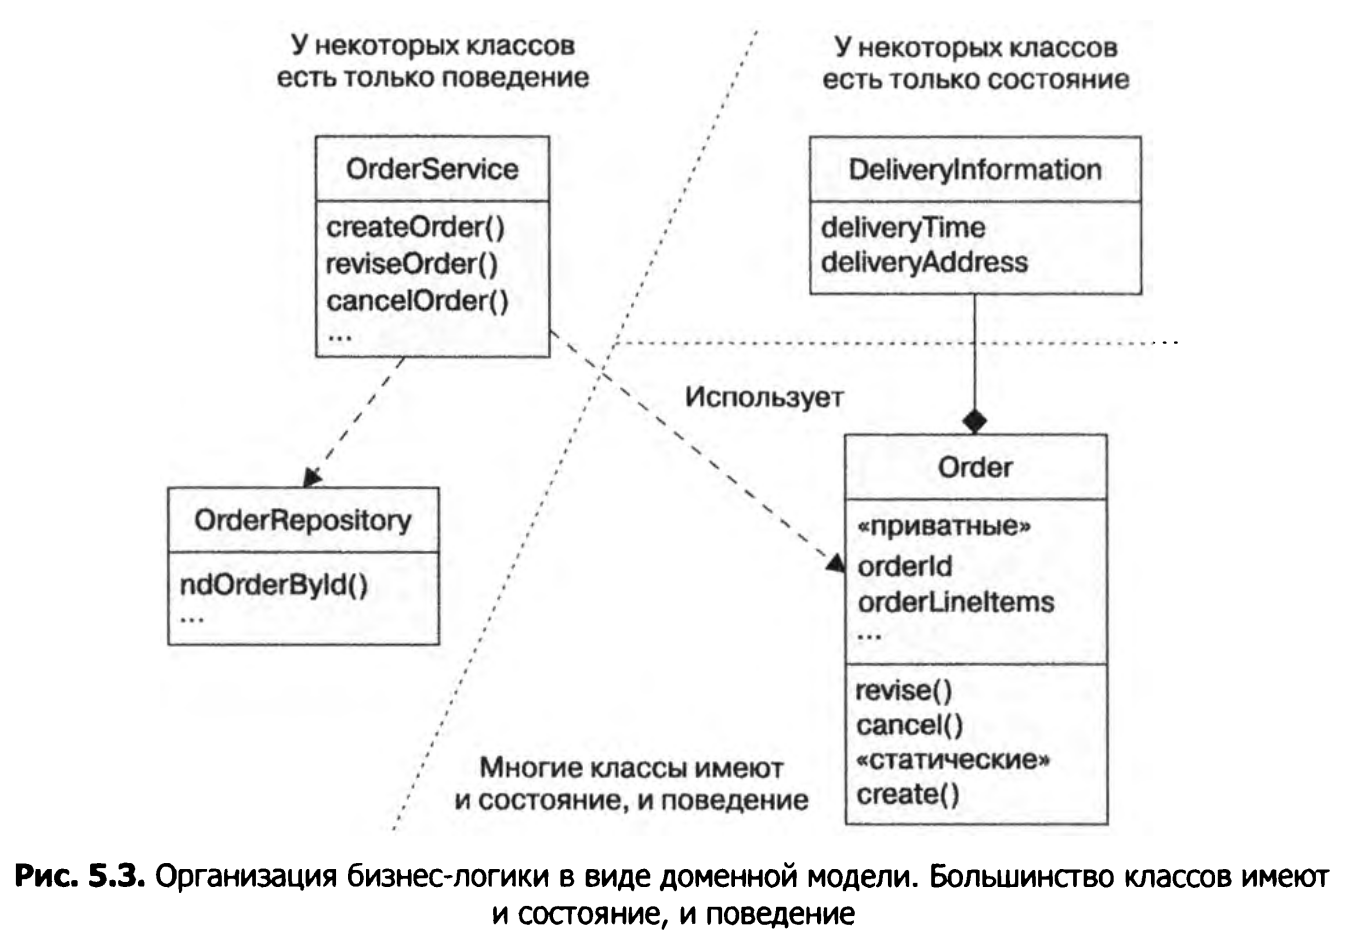 У некоторых классов
есть только поведение
У некоторых классов
есть только состояние
OrderService
createOrder()
reviseOrder()
cancelOrder()
...
DeliveryInformation
deliveryTime
deliveryAddress
Использует
OrderRepository
ndOrderById()
...
Order
«приватные»
orderId
orderLineItems
...
revise()
cancel()
«статические»
create()
Многие классы имеют
и состояние, и поведение
Рис. 5.3. Организация бизнес-логики в виде доменной модели. Большинство классов имеют
и состояние, и поведение